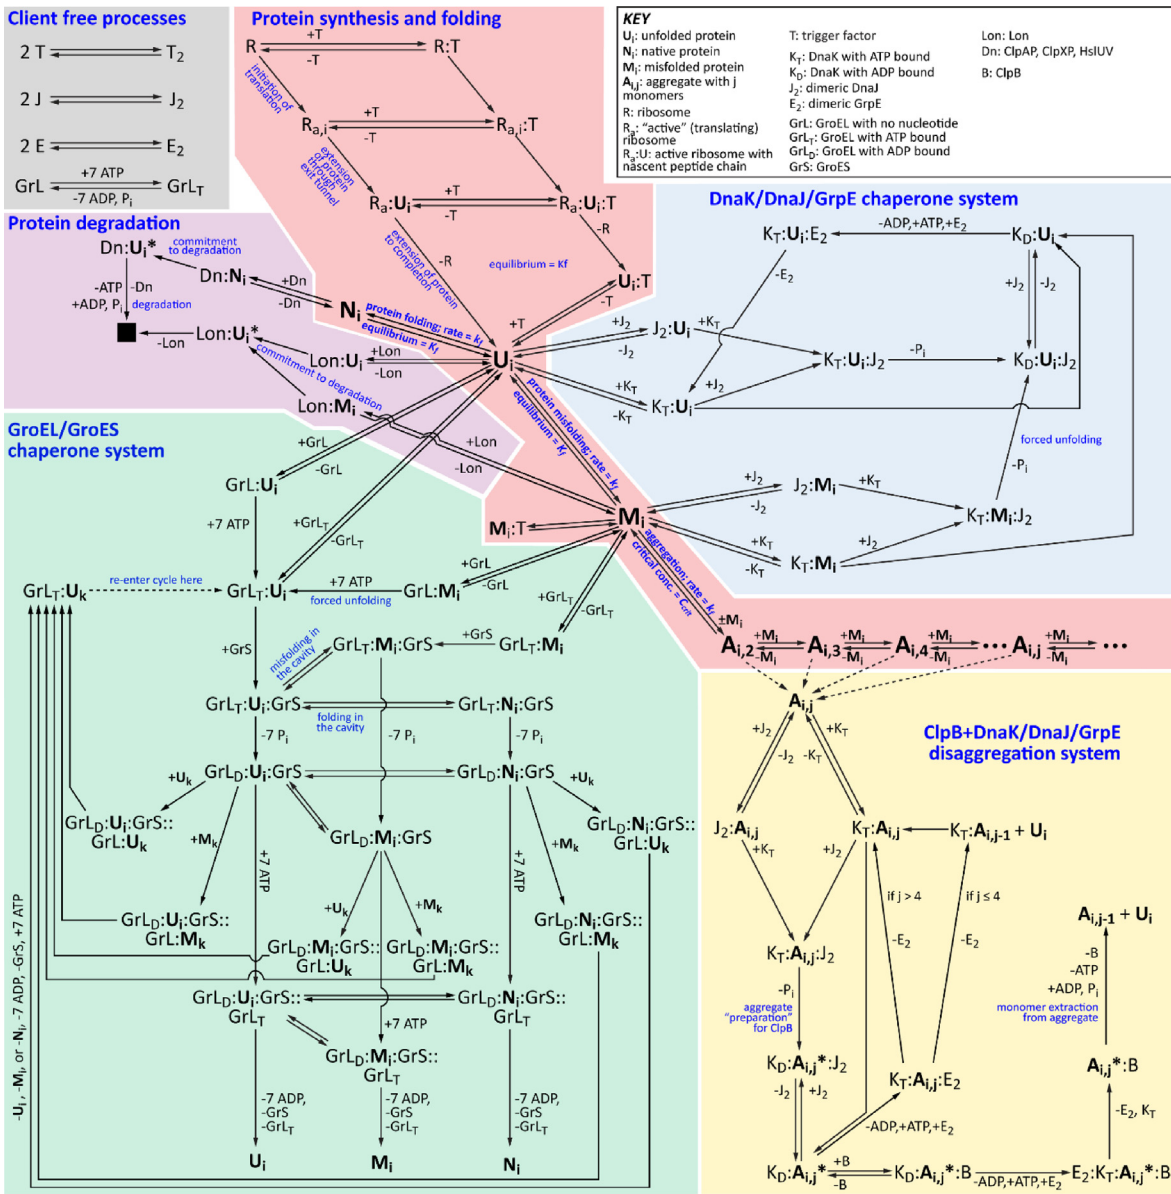 Client free processes
2 T
T2
2 J
J2
2 E
E2
GrL
+7 ATP
-7 ADP, Pi
GrLT
Protein synthesis and folding
R
+T
-T
R:T
initiation of
translation
Ra,i
+T
-T
Ra,i:T
extension
of protein
through
exit tunnel
Ra:Ui
+T
-T
Ra:Ui:T
-R
extension of protein
to completion
-R
equilibrium = Kf
Ui:T
+T
-T
Ni
protein folding; rate = kf
equilibrium = Kf
Ui
protein misfolding; rate = kf
equilibrium = Kf
Mi:T
Mi
aggregation; rate = kf
critical conc. = Ccrit
±Mi
Ai,2
+Mi
-Mi
Ai,3
+Mi
-Mi
Ai,4
+Mi
-Mi
•••
+Mi
-Mi
Ai,j
+Mi
-Mi
•••
KEY
Ui: unfolded protein
Ni: native protein
Mi: misfolded protein
Ai,j: aggregate with j
monomers
R: ribosome
Ra: "active" (translating)
ribosome
Ra:U: active ribosome with
nascent peptide chain
T: trigger factor
KT: DnaK with ATP bound
KD: DnaK with ADP bound
J2: dimeric DnaJ
E2: dimeric GrpE
GrL: GroEL with no nucleotide
GrLT: GroEL with ATP bound
GrLD: GroEL with ADP bound
GrS: GroES
Lon: Lon
Dn: ClpAP, ClpXP, HslUV
B: ClpB
Protein degradation
Dn:Ui*
commitment
to degradation
Dn:Ni
+Dn
-Dn
-ATP
+ADP, Pi
-Dn
degradation
-Lon
Lon:Ui*
Lon:Ui
+Lon
-Lon
commitment to degradation
Lon:Mi
+Lon
-Lon
DnaK/DnaJ/GrpE chaperone system
KT:Ui:E2
-ADP,+ATP,+E2
KD:Ui
-E2
+J2
-J2
+J2
-J2
J2:Ui
+KT
KT:Ui:J2
-Pi
KD:Ui:J2
+KT
-KT
KT:Ui
+J2
forced unfolding
-Pi
+J2
-J2
J2:Mi
+KT
KT:Mi:J2
+KT
-KT
KT:Mi
+J2
GroEL/GroES
chaperone system
+GrL
-GrL
GrL:Ui
+7 ATP
+GrLT
-GrLT
GrLT:Uk
re-enter cycle here
GrLT:Ui
+7 ATP
forced unfolding
GrL:Mi
+GrL
-GrL
+GrLT
-GrLT
+GrS
misfolding in
the cavity
GrLT:Mi:GrS
+GrS
GrLT:Mi
GrLT:Ui:GrS
folding in
the cavity
GrLT:Ni:GrS
-7 Pi
-7 Pi
-7 Pi
GrLD:Ui:GrS
GrLD:Ni:GrS
+Uk
+Uk
GrLD:Ui:GrS::
GrL:Uk
+Mk
GrLD:Mi:GrS
+Mk
GrLD:Ni:GrS::
GrL:Uk
+7 ATP
+7 ATP
+Uk
+Mk
GrLD:Ui:GrS::
GrL:Mk
GrLD:Ni:GrS::
GrL:Mk
GrLD:Mi:GrS::
GrL:Uk
GrLD:Mi:GrS::
GrL:Mk
GrLD:Ui:GrS::
GrLT
GrLD:Ni:GrS::
GrLT
+7 ATP
GrLD:Mi:GrS::
GrLT
-7 ADP,
-GrS
-GrLT
-7 ADP,
-GrS
-GrLT
-7 ADP,
-GrS
-GrLT
Ui
Mi
Ni
-Ui, -Mi, or -Ni, -7 ADP, -GrS, +7 ATP
ClpB+DnaK/DnaJ/GrpE
disaggregation system
Ai,j
+J2
-J2
+KT
-KT
J2:Ai,j
KT:Ai,j
KT:Ai,j-1 + Ui
+KT
+J2
if j > 4
if j ≤ 4
-E2
-E2
KT:Ai,j:J2
-Pi
aggregate
"preparation"
for ClpB
KD:Ai,j*:J2
-J2
+J2
KT:Ai,j:E2
-ADP,+ATP,+E2
KD:Ai,j*
+B
-B
KD:Ai,j*:B
-ADP,+ATP,+E2
E2:KT:Ai,j*:B
-E2, KT
Ai,j*:B
Ai,j-1 + Ui
-B
-ATP
+ADP, Pi
monomer extraction
from aggregate